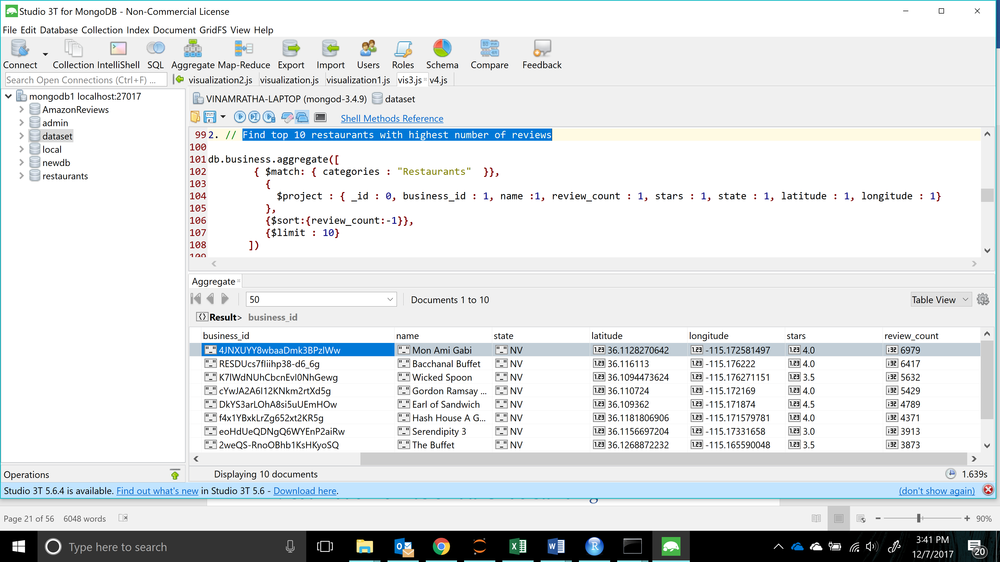 Studio 3T for MongoDB - Non-Commercial License
File Edit Database Collection Index Document GridFS View Help
Connect Collection IntelliShell SQL Aggregate Map-Reduce Export Import Users Roles Schema Compare Feedback
Search Open Connections (Ctrl+F) ...
visualization2.js visualization.js visualization1.js vis3.js v4.js
mongodb1 localhost:27017
AmazonReviews
admin
dataset
local
newdb
restaurants
VINAMRATHA-LAPTOP (mongod-3.4.9) dataset
Shell Methods Reference
99 2. // Find top 10 restaurants with highest number of reviews
100
101 db.business.aggregate([
102 { $match: { categories : "Restaurants" }},
103 {
104 $project : { _id : 0, business_id : 1, name :1, review_count : 1, stars : 1, state : 1, latitude : 1, longitude : 1}
105 },
106 {$sort:{review_count:-1}},
107 {$limit : 10}
108 ])
109
Aggregate
50 Documents 1 to 10 Table View
Result> business_id
business_id name state latitude longitude stars review_count
4JNXUYY8wbaaDmk3BPzlWw Mon Ami Gabi NV 36.1128270642 -115.172581497 4.0 6979
RESDUcs7fIiihp38-d6_6g Bacchanal Buffet NV 36.116113 -115.176222 4.0 6417
K7lWdNUhCbcnEvI0NhGewg Wicked Spoon NV 36.1094473624 -115.176271151 3.5 5632
cYwJA2A6I12KNkm2rtXd5g Gordon Ramsay ... NV 36.110724 -115.172169 4.0 5429
DkYS3arLOhA8si5uUEmHOw Earl of Sandwich NV 36.109362 -115.171874 4.5 4789
f4x1YBxkLrZg652xt2KR5g Hash House A G... NV 36.1181806906 -115.171579781 4.0 4371
eoHdUeQDNgQ6WYEnP2aiRw Serendipity 3 NV 36.1156697204 -115.17331658 3.0 3913
2weQS-RnoOBhb1KsHKyoSQ The Buffet NV 36.1268872232 -115.165590048 3.5 3873
Operations
Displaying 10 documents 1.639s
Studio 3T 5.6.4 is available. Find out what's new in Studio 3T 5.6 - Download here. (don't show again)
Page 21 of 56 6048 words 90%
Type here to search
3:41 PM
12/7/2017
20